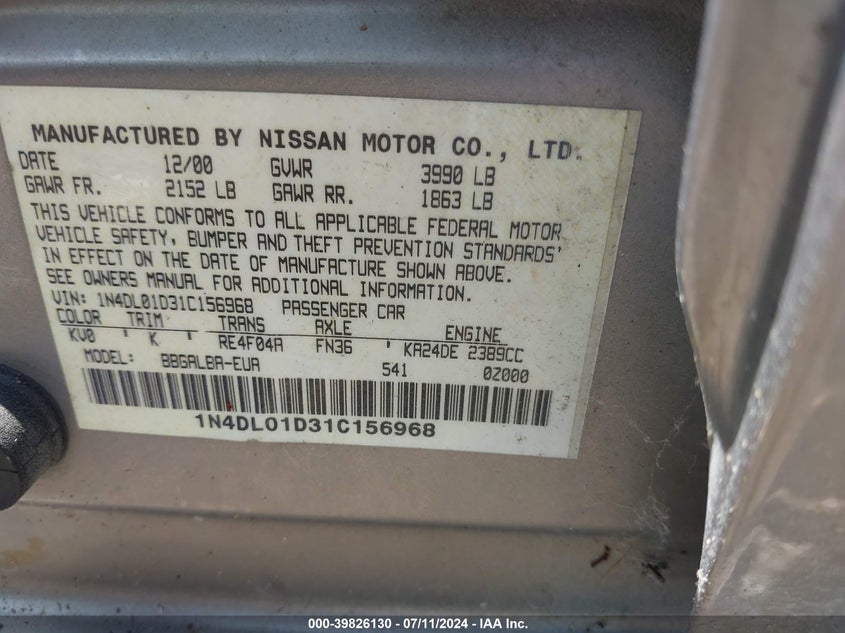 MANUFACTURED BY NISSAN MOTOR CO., LTD.
DATE 12/00 GVWR 3990 LB
GAWR FR. 2152 LB GAWR RR. 1863 LB
THIS VEHICLE CONFORMS TO ALL APPLICABLE FEDERAL MOTOR
VEHICLE SAFETY, BUMPER AND THEFT PREVENTION STANDARDS'
IN EFFECT ON THE DATE OF MANUFACTURE SHOWN ABOVE.
SEE OWNERS MANUAL FOR ADDITIONAL INFORMATION.
VIN: 1N4DL01D31C156968 PASSENGER CAR
COLOR TRIM TRANS AXLE ENGINE
KV0 ' K RE4F04A FN36 ' KA24DE 2389CC
MODEL: BBGALBA-EUA 541 0Z000
1N4DL01D31C156968
000-39826130 - 07/11/2024 - IAA Inc.